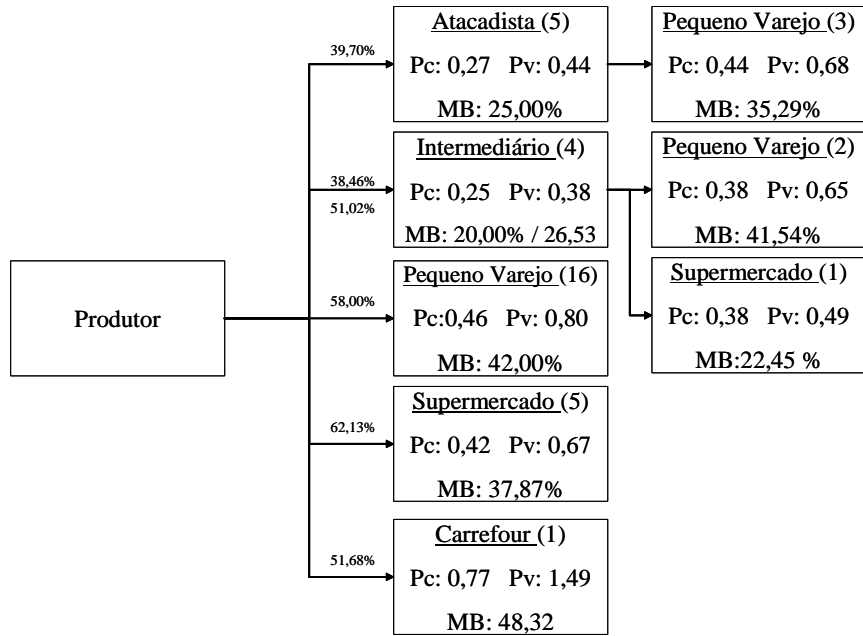 Produtor
39,70%
Atacadista (5)
Pc: 0,27 Pv: 0,44
MB: 25,00%
Pequeno Varejo (3)
Pc: 0,44 Pv: 0,68
MB: 35,29%
38,46%
51,02%
Intermediário (4)
Pc: 0,25 Pv: 0,38
MB: 20,00% / 26,53
Pequeno Varejo (2)
Pc: 0,38 Pv: 0,65
MB: 41,54%
Supermercado (1)
Pc: 0,38 Pv: 0,49
MB:22,45 %
58,00%
Pequeno Varejo (16)
Pc:0,46 Pv: 0,80
MB: 42,00%
62,13%
Supermercado (5)
Pc: 0,42 Pv: 0,67
MB: 37,87%
51,68%
Carrefour (1)
Pc: 0,77 Pv: 1,49
MB: 48,32